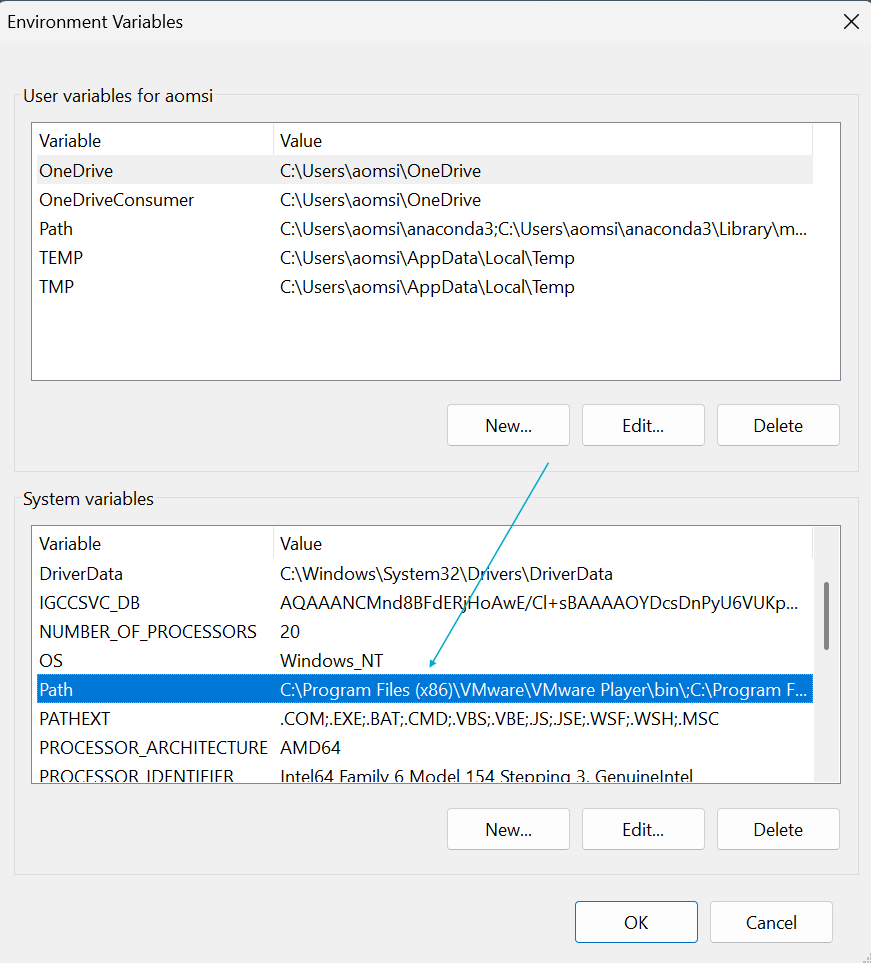 Environment Variables
User variables for aomsi
Variable Value
OneDrive C:\Users\aomsi\OneDrive
OneDriveConsumer C:\Users\aomsi\OneDrive
Path C:\Users\aomsi\anaconda3;C:\Users\aomsi\anaconda3\Library\m...
TEMP C:\Users\aomsi\AppData\Local\Temp
TMP C:\Users\aomsi\AppData\Local\Temp
New... Edit... Delete
System variables
Variable Value
DriverData C:\Windows\System32\Drivers\DriverData
IGCCSVC_DB AQAAANCMnd8BFdERjHoAwE/Cl+sBAAAAOYDcsDnPyU6VUKp...
NUMBER_OF_PROCESSORS 20
OS Windows_NT
Path C:\Program Files (x86)\VMware\VMware Player\bin\;C:\Program F...
PATHEXT .COM;.EXE;.BAT;.CMD;.VBS;.VBE;.JS;.JSE;.WSF;.WSH;.MSC
PROCESSOR_ARCHITECTURE AMD64
PROCESSOR_IDENTIFIER Intel64 Family 6 Model 154 Stepping 3, GenuineIntel
New... Edit... Delete
OK Cancel